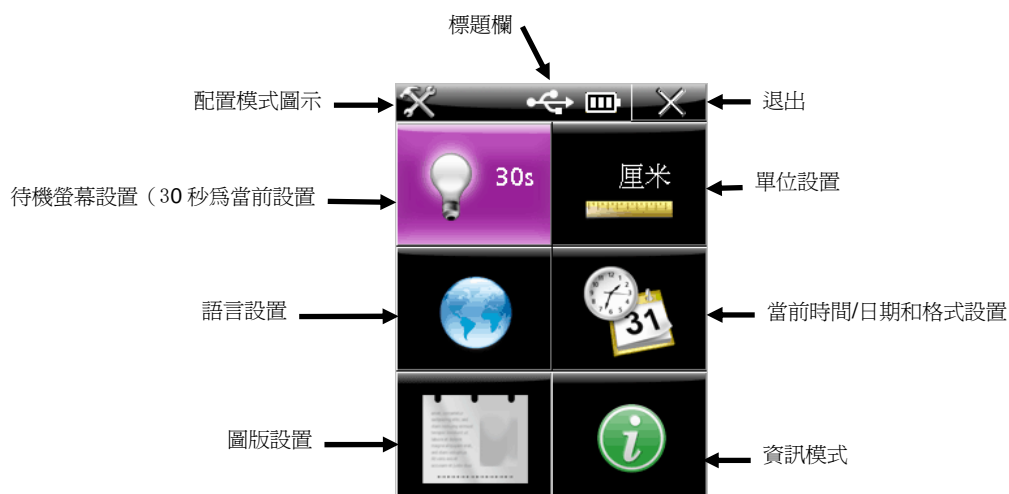 標題欄
配置模式圖示
退出
30s
厘米
待機螢幕設置（30 秒爲當前設置
單位設置
語言設置
31
當前時間/日期和格式設置
圖版設置
i
資訊模式